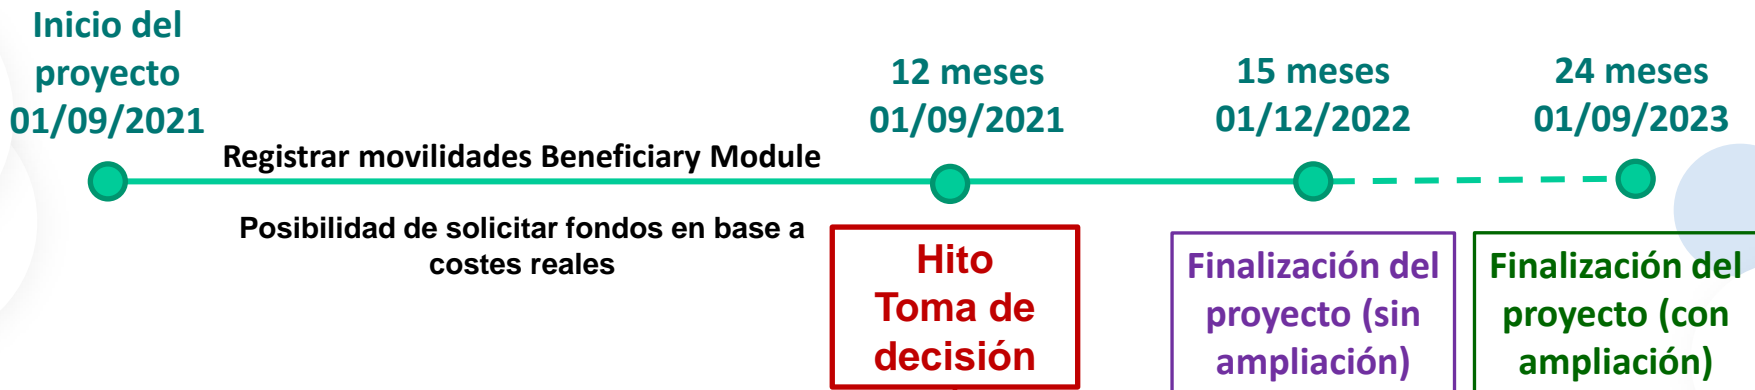 Inicio del
proyecto
01/09/2021
12 meses
01/09/2021
15 meses
01/12/2022
24 meses
01/09/2023
Registrar movilidades Beneficiary Module
Posibilidad de solicitar fondos en base a
costes reales
Hito
Toma de
decisión
Finalización del
proyecto (sin
ampliación)
Finalización del
proyecto (con
ampliación)